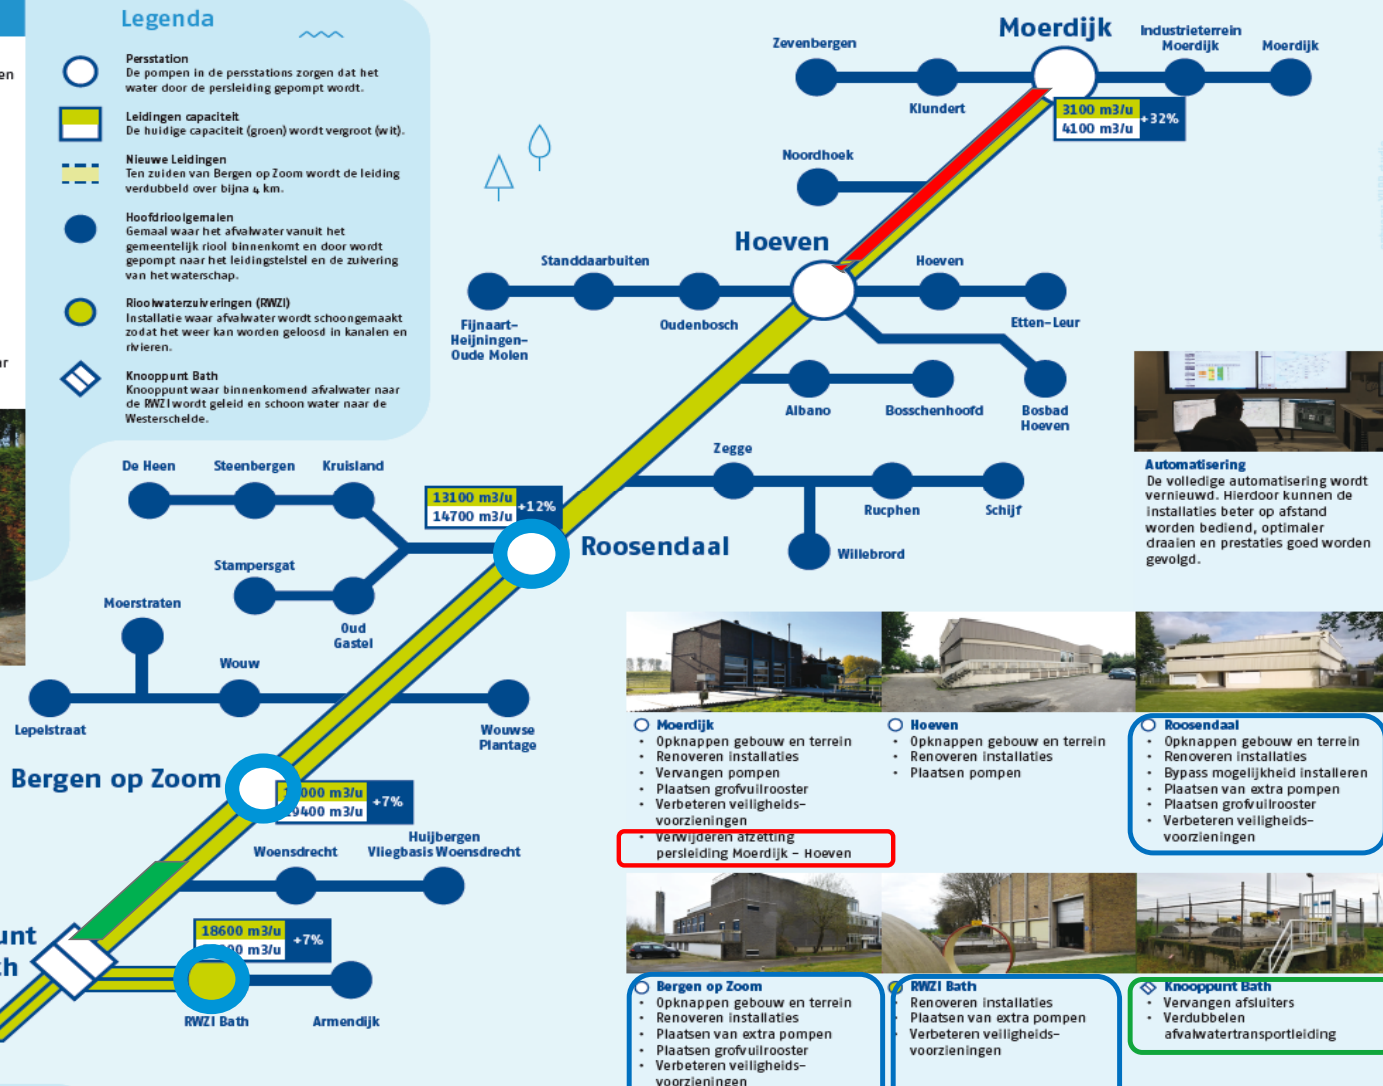 Legenda
en
Persstation
De pompen in de persstations zorgen dat het
water door de persleiding gepompt wordt.
Leidingen capaciteit
De huidige capaciteit (groen) wordt vergroot (wit).
Nieuwe Leidingen
Ten zuiden van Bergen op Zoom wordt de leiding
verdubbeld over bijna 4 km.
Hoofdrioolgemalen
Gemaal waar het afvalwater vanuit het
gemeentelijk riool binnenkomt en door wordt
gepompt naar het leidingstelstel en de zuivering
van het waterschap.
Rioolwaterzuiveringen (RWZI)
Installatie waar afvalwater wordt schoongemaakt
zodat het weer kan worden geloosd in kanalen en
rivieren.
ar
Knooppunt Bath
Knooppunt waar binnenkomend afvalwater naar
de RWZI wordt geleid en schoon water naar de
Westerschelde.
Moerdijk
Zevenbergen
Industrieterrein
Moerdijk
Moerdijk
Klundert
3100 m3/u
4100 m3/u
+32%
Noordhoek
Hoeven
Standdaarbuiten
Hoeven
Fijnaart-
Heijningen-
Oude Molen
Oudenbosch
Etten-Leur
Albano
Bosschenhoofd
Bosbad
Hoeven
Zegge
Rucphen
Schijf
Willebrord
De Heen
Steenbergen
Kruisland
13100 m3/u
14700 m3/u
+12%
Roosendaal
Stampersgat
Oud
Gastel
Moerstraten
Wouw
Lepelstraat
Wouwse
Plantage
Bergen op Zoom
000 m3/u
9400 m3/u
+7%
Huijbergen
Woensdrecht
Vliegbasis Woensdrecht
unt
h
18600 m3/u
00 m3/u
+7%
RWZI Bath
Armendijk
Automatisering
De volledige automatisering wordt
vernieuwd. Hierdoor kunnen de
installaties beter op afstand
worden bediend, optimaler
draaien en prestaties goed worden
gevolgd.
Moerdijk
• Opknappen gebouw en terrein
• Renoveren installaties
• Vervangen pompen
• Plaatsen grofvuilrooster
• Verbeteren veiligheids-
voorzieningen
• Verwijderen afzetting
persleiding Moerdijk - Hoeven
Hoeven
• Opknappen gebouw en terrein
• Renoveren installaties
• Plaatsen pompen
Roosendaal
• Opknappen gebouw en terrein
• Renoveren installaties
• Bypass mogelijkheid installeren
• Plaatsen van extra pompen
• Plaatsen grofvuilrooster
• Verbeteren veiligheids-
voorzieningen
Bergen op Zoom
• Opknappen gebouw en terrein
• Renoveren installaties
• Plaatsen van extra pompen
• Plaatsen grofvuilrooster
• Verbeteren veiligheids-
voorzieningen
RWZI Bath
• Renoveren installaties
• Plaatsen van extra pompen
• Verbeteren veiligheids-
voorzieningen
Knooppunt Bath
• Vervangen afsluiters
• Verdubbelen
afvalwatertransportleiding